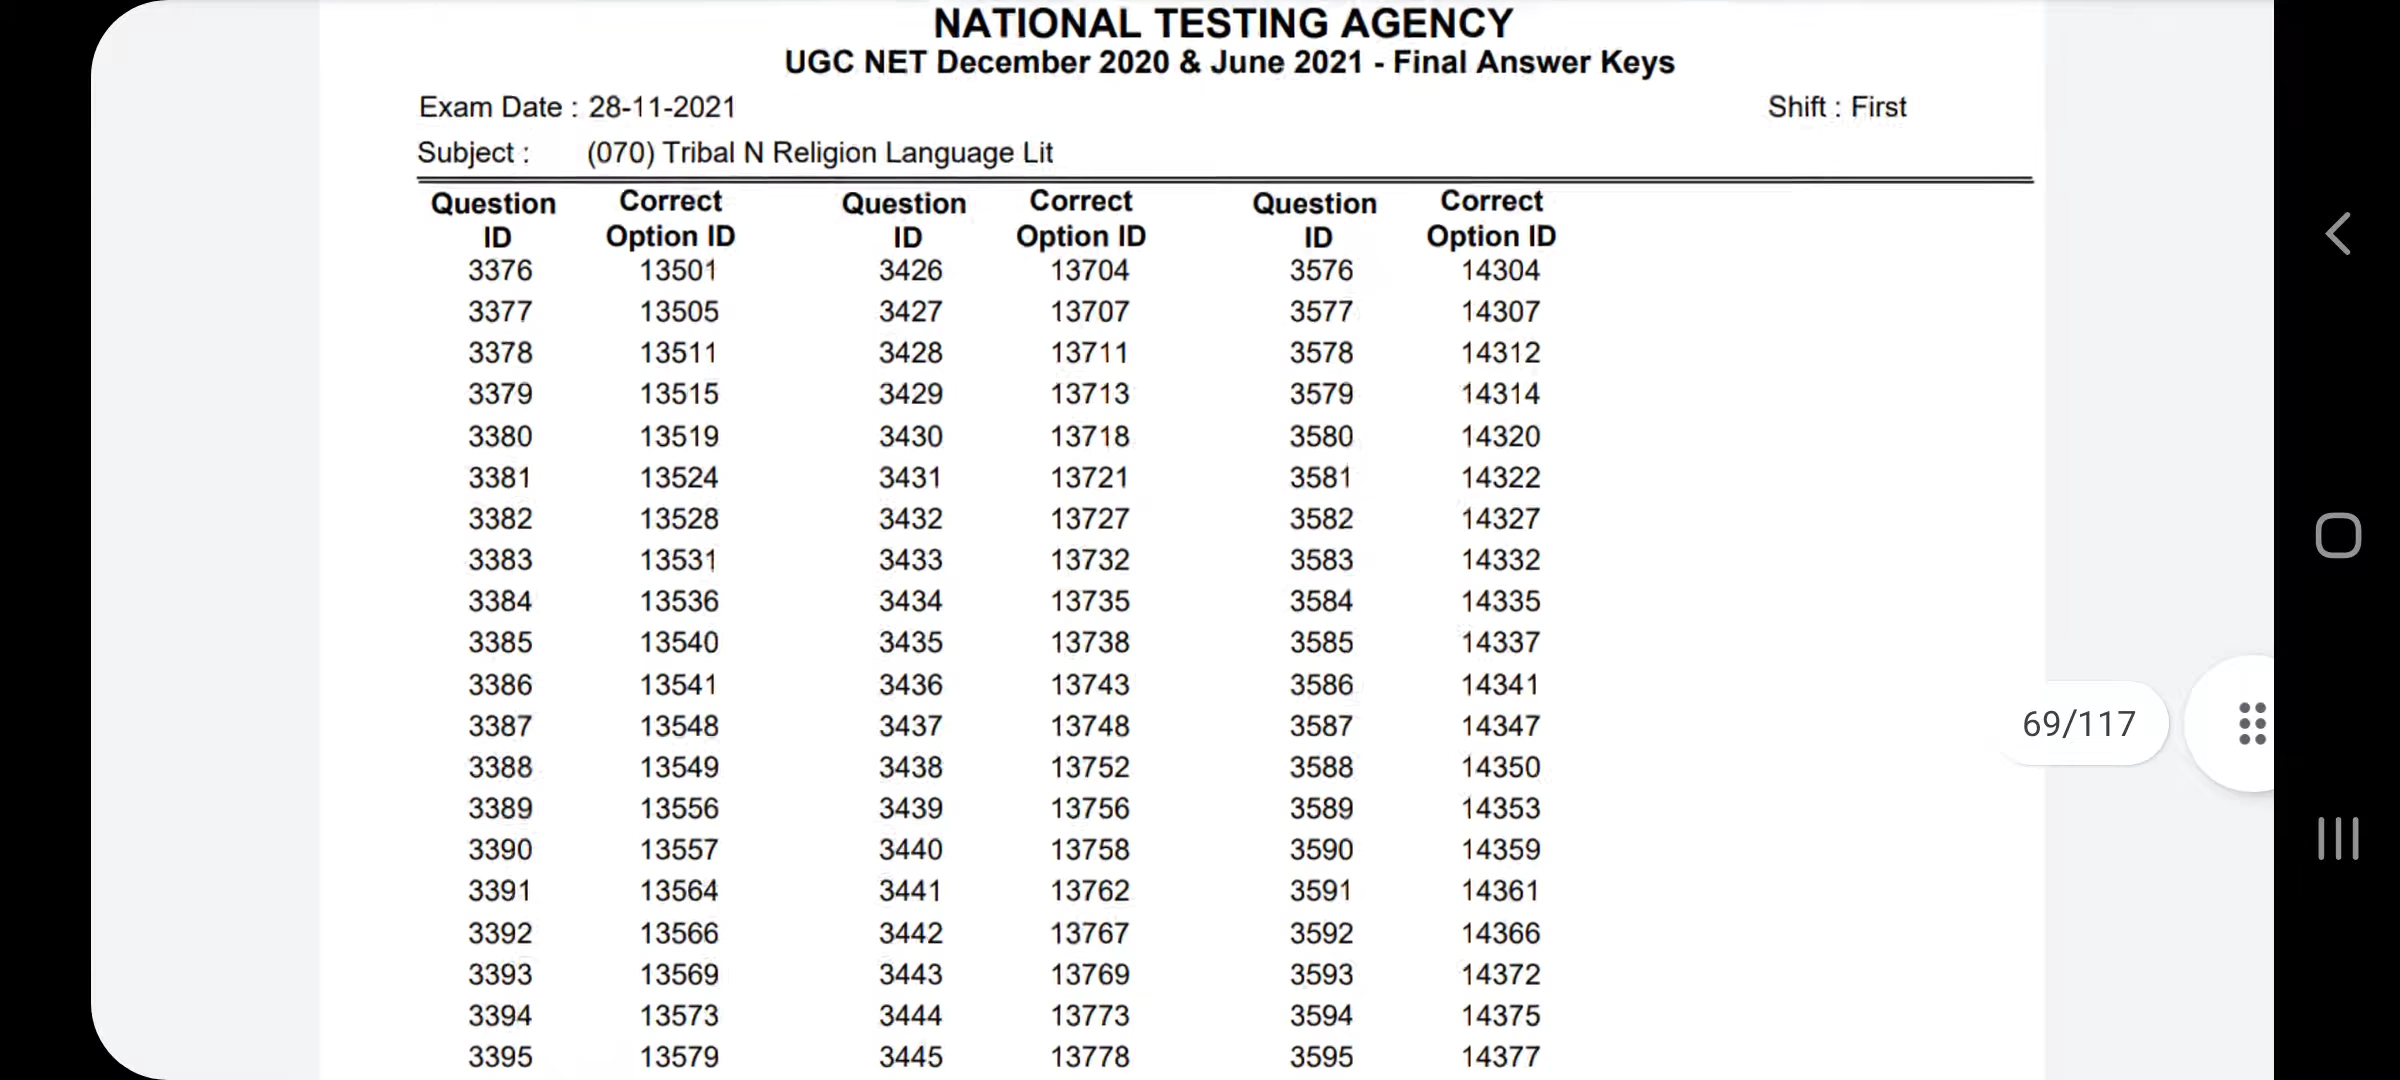 NATIONAL TESTING AGENCY
UGC NET December 2020 & June 2021 - Final Answer Keys
Exam Date : 28-11-2021 Shift : First
Subject : (070) Tribal N Religion Language Lit
Question Correct Question Correct Question Correct
ID Option ID ID Option ID ID Option ID
3376 13501 3426 13704 3576 14304
3377 13505 3427 13707 3577 14307
3378 13511 3428 13711 3578 14312
3379 13515 3429 13713 3579 14314
3380 13519 3430 13718 3580 14320
3381 13524 3431 13721 3581 14322
3382 13528 3432 13727 3582 14327
3383 13531 3433 13732 3583 14332
3384 13536 3434 13735 3584 14335
3385 13540 3435 13738 3585 14337
3386 13541 3436 13743 3586 14341
3387 13548 3437 13748 3587 14347
69/117
3388 13549 3438 13752 3588 14350
3389 13556 3439 13756 3589 14353
3390 13557 3440 13758 3590 14359
3391 13564 3441 13762 3591 14361
3392 13566 3442 13767 3592 14366
3393 13569 3443 13769 3593 14372
3394 13573 3444 13773 3594 14375
3395 13579 3445 13778 3595 14377